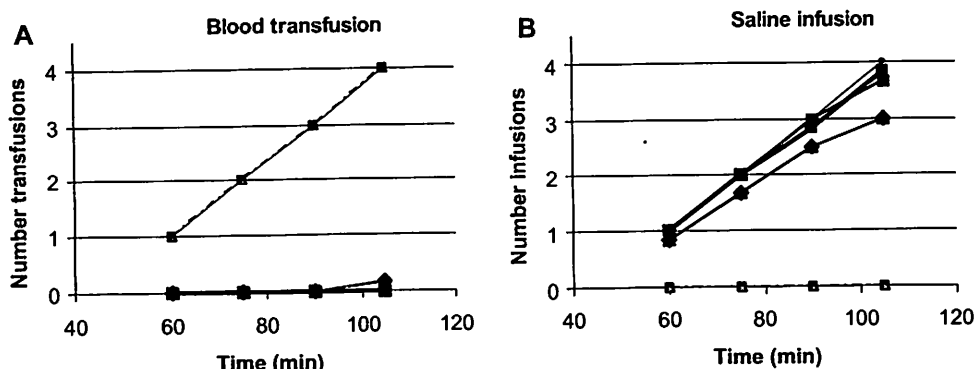 A
Blood transfusion
Number transfusions
4
3
2
1
0
40
60
80
100
120
Time (min)
B
Saline infusion
Number infusions
4
3
2
1
0
40
60
80
100
120
Time (min)